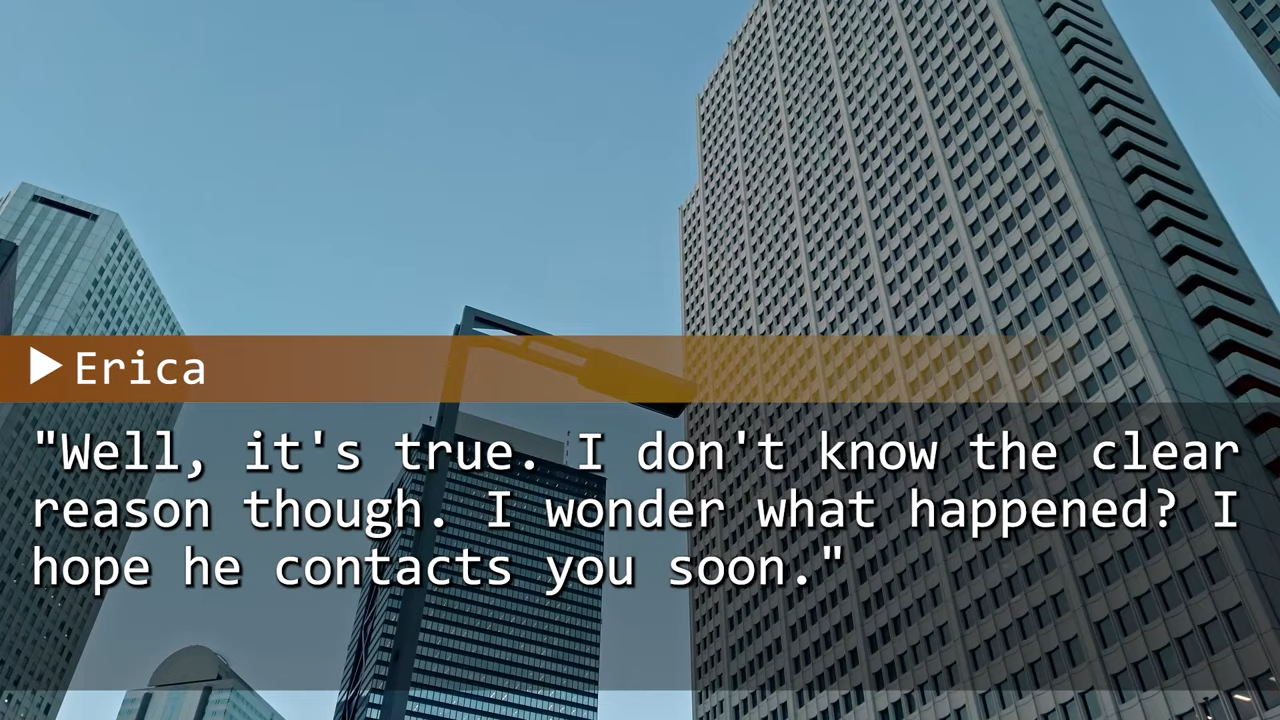 Erica
"Well, it's true. I don't know the clear
reason though. I wonder what happened? I
hope he contacts you soon."